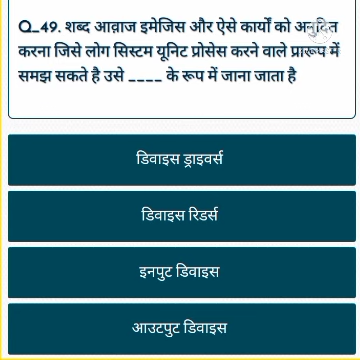 Q_49. शब्द आवाज इमेजिस और ऐसे कार्यों को अनुदित
करना जिसे लोग सिस्टम यूनिट प्रोसेस करने वाले प्रारूप में
समझ सकते है उसे ____ के रूप में जाना जाता है
डिवाइस ड्राइवर्स
डिवाइस रिडर्स
इनपुट डिवाइस
आउटपुट डिवाइस